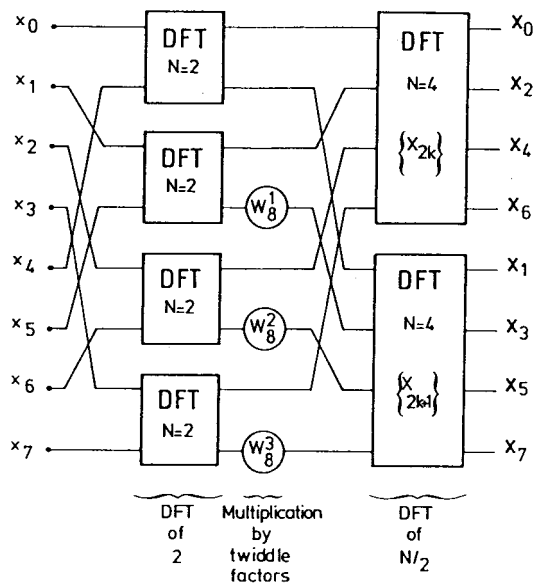 x0 DFT N=2 DFT X0
x1 N=4 X2
DFT N=2
x2 {X2k} X4
x3 W8^1 X6
x4 DFT N=2 DFT X1
x5 W8^2 N=4 X3
x6 DFT N=2 {X2k+1} X5
x7 W8^3 X7
DFT Multiplication DFT
of by of
2 twiddle N/2
factors